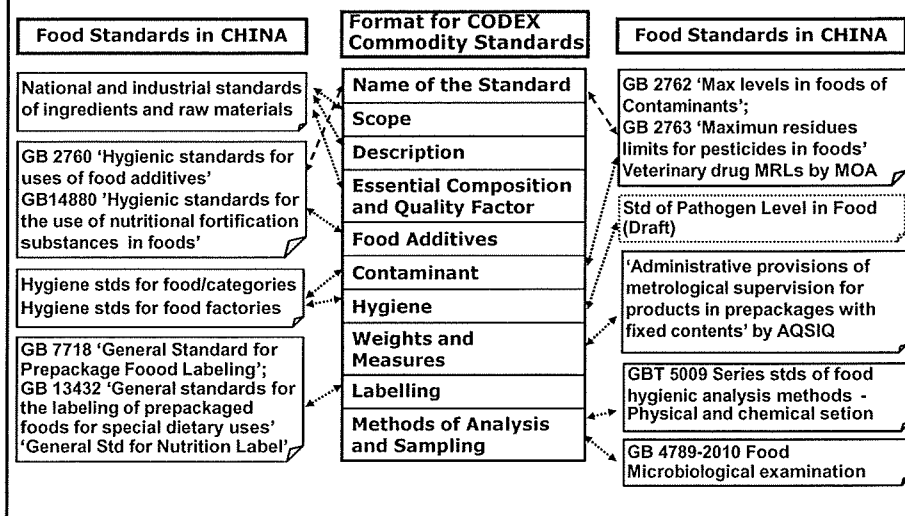 Food Standards in CHINA
National and industrial standards
of ingredients and raw materials
GB 2760 ‘Hygienic standards for
uses of food additives’
GB14880 ’Hygienic standards for
the use of nutritional fortification
substances in foods’
Hygiene stds for food/categories
Hygiene stds for food factories
GB 7718 ‘General Standard for
Prepackage Foood Labeling’;
GB 13432 ‘General standards for
the labeling of prepackaged
foods for special dietary uses’
‘General Std for Nutrition Label’
Format for CODEX
Commodity Standards
Name of the Standard
Scope
Description
Essential Composition
and Quality Factor
Food Additives
Contaminant
Hygiene
Weights and
Measures
Labelling
Methods of Analysis
and Sampling
Food Standards in CHINA
GB 2762 ‘Max levels in foods of
Contaminants’;
GB 2763 ‘Maximun residues
limits for pesticides in foods’
Veterinary drug MRLs by MOA
Std of Pathogen Level in Food
(Draft)
‘Administrative provisions of
metrological supervision for
products in prepackages with
fixed contents’ by AQSIQ
GBT 5009 Series stds of food
hygienic analysis methods -
Physical and chemical setion
GB 4789-2010 Food
Microbiological examination